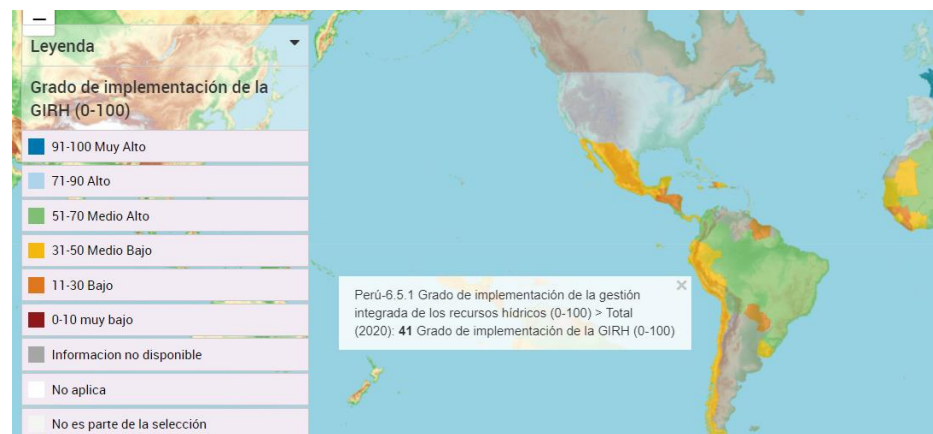 Leyenda
Grado de implementación de la
GIRH (0-100)
91-100 Muy Alto
71-90 Alto
51-70 Medio Alto
31-50 Medio Bajo
11-30 Bajo
0-10 muy bajo
Informacion no disponible
No aplica
No es parte de la selección
Perú-6.5.1 Grado de implementación de la gestión
integrada de los recursos hídricos (0-100) > Total
(2020): 41 Grado de implementación de la GIRH (0-100)